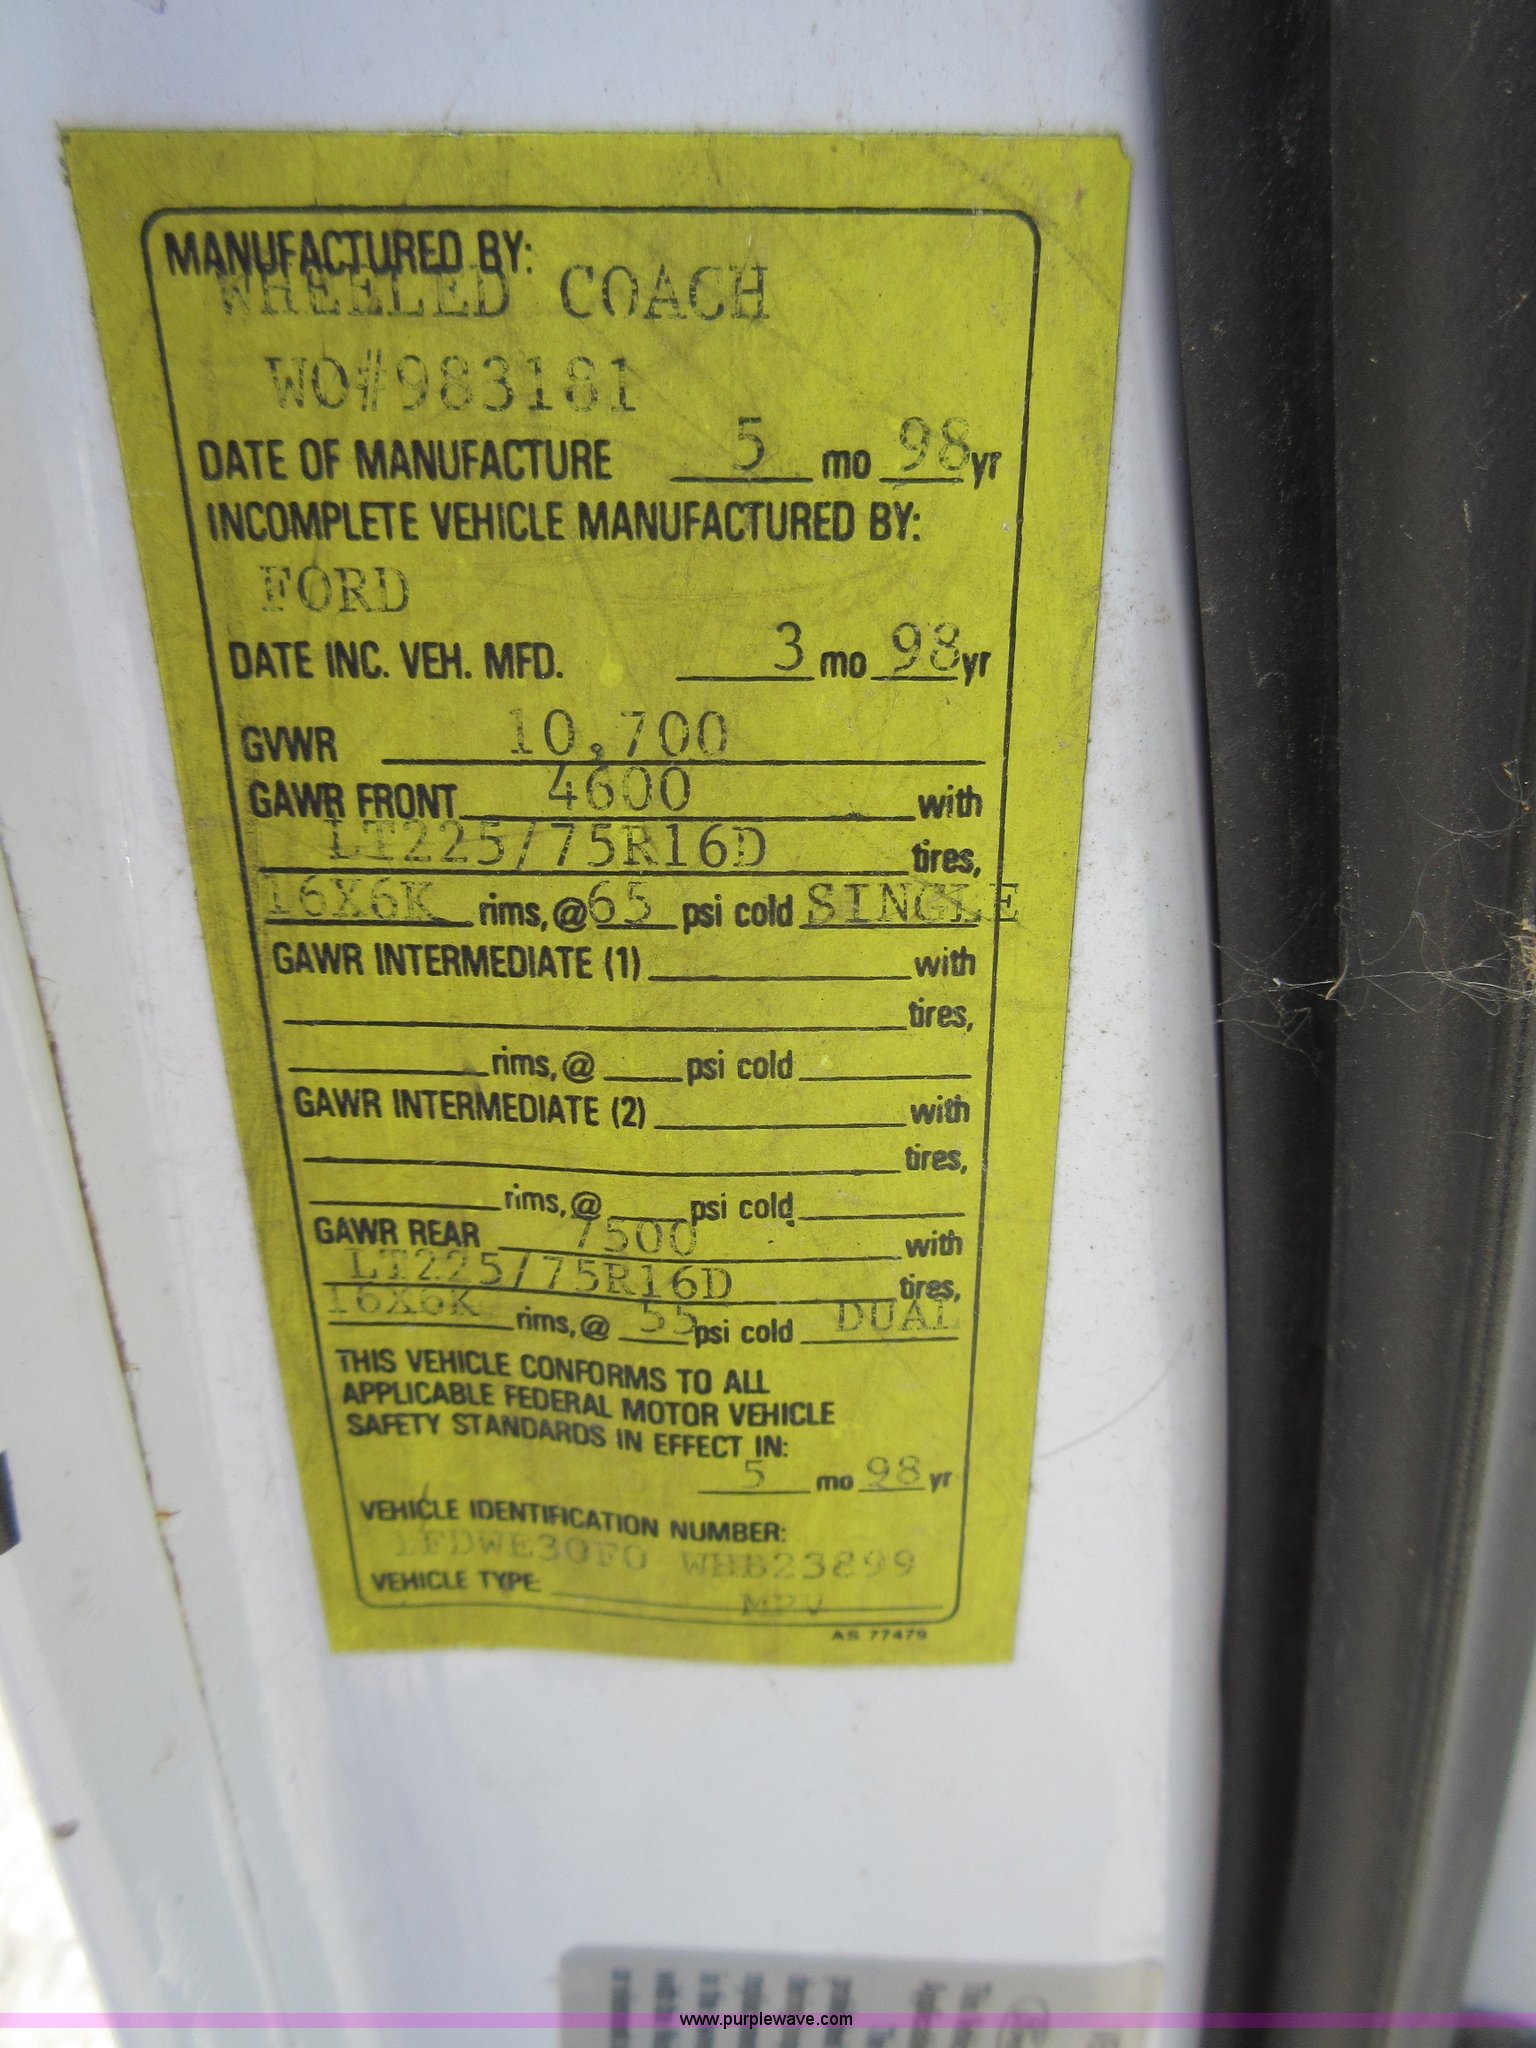 MANUFACTURED BY:
WHEELED COACH
WO#983181
DATE OF MANUFACTURE 5 mo 98 yr
INCOMPLETE VEHICLE MANUFACTURED BY:
FORD
DATE INC. VEH. MFD. 3 mo 98 yr
GVWR 10,700
GAWR FRONT 4600 with
LT225/75R16D tires,
16X6K rims, @ 65 psi cold SINGLE
GAWR INTERMEDIATE (1) with
tires,
rims, @ psi cold
GAWR INTERMEDIATE (2) with
tires,
rims, @ psi cold
GAWR REAR 7500 with
LT225/75R16D tires,
16X6K rims, @ 55 psi cold DUAL
THIS VEHICLE CONFORMS TO ALL
APPLICABLE FEDERAL MOTOR VEHICLE
SAFETY STANDARDS IN EFFECT IN:
5 mo 98 yr
VEHICLE IDENTIFICATION NUMBER:
1FDWE30F0 WHB23899
VEHICLE TYPE MPV
AS 77479
www.purplewave.com